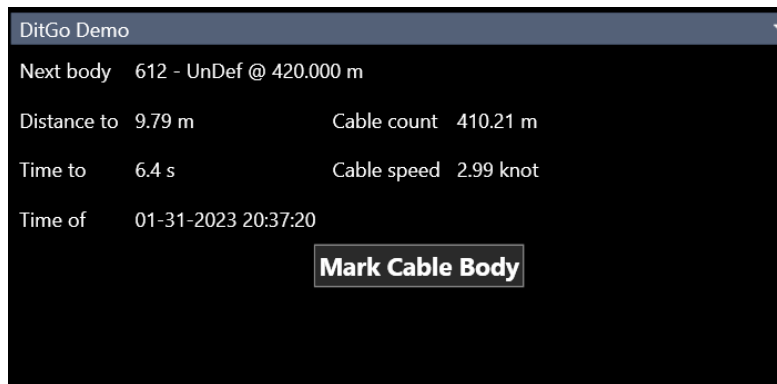 DitGo Demo
Next body 612 - UnDef @ 420.000 m
Distance to 9.79 m Cable count 410.21 m
Time to 6.4 s Cable speed 2.99 knot
Time of 01-31-2023 20:37:20
Mark Cable Body